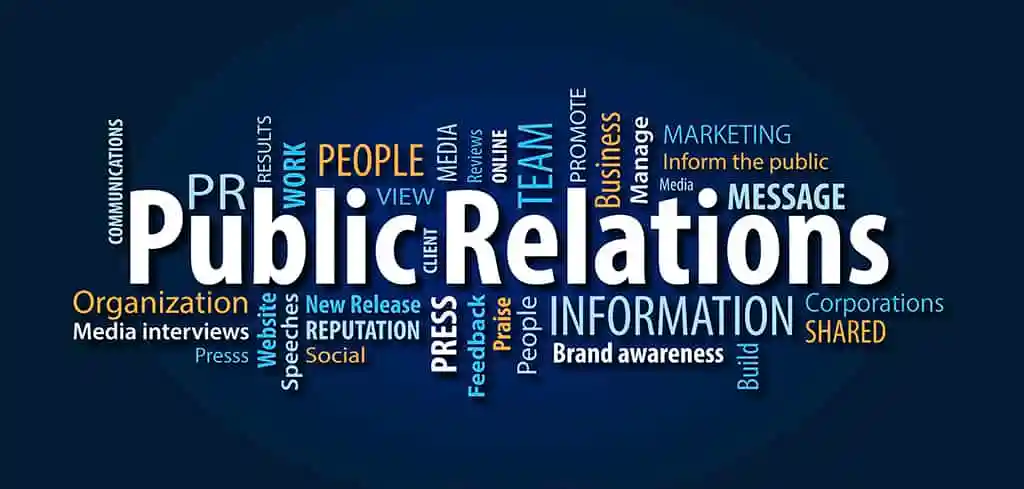 COMMUNICATIONS
PR
RESULTS
WORK
PEOPLE
VIEW
MEDIA
Reviews
ONLINE
TEAM
PROMOTE
Business
Manage
MARKETING
Inform the public
Media
MESSAGE
Public
CLIENT
Relations
Organization
Media interviews
Presss
Website
Speeches
New Release
REPUTATION
Social
PRESS
Feedback
Praise
People
INFORMATION
Brand awareness
Build
Corporations
SHARED